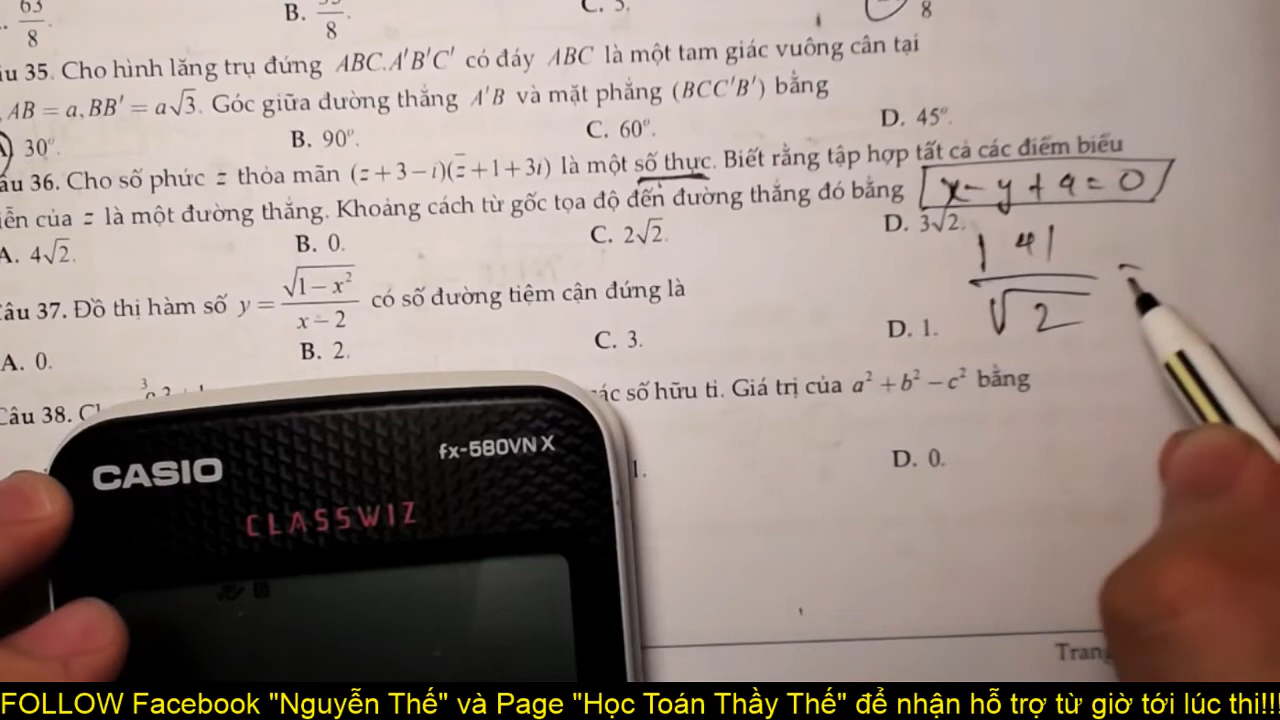 63/8. B. /8. C. 5. 8
u 35. Cho hình lăng trụ đứng ABC.A'B'C' có đáy ABC là một tam giác vuông cân tại
, AB = a, BB' = a√3. Góc giữa đường thẳng A'B và mặt phẳng (BCC'B') bằng
30°. B. 90°. C. 60°. D. 45°.
âu 36. Cho số phức z thỏa mãn (z + 3 − i)(z̄ + 1 + 3i) là một số thực. Biết rằng tập hợp tất cả các điểm biểu
iễn của z là một đường thẳng. Khoảng cách từ gốc tọa độ đến đường thẳng đó bằng x − y + 4 = 0
A. 4√2. B. 0. C. 2√2. D. 3√2.
|4|/√2 =
Câu 37. Đồ thị hàm số y = √(1 − x²)/(x − 2) có số đường tiệm cận đứng là
A. 0. B. 2. C. 3. D. 1.
Câu 38. C ác số hữu tỉ. Giá trị của a² + b² − c² bằng
1. D. 0.
CASIO fx-580VN X
CLASSWIZ
Tran
FOLLOW Facebook "Nguyễn Thế" và Page "Học Toán Thầy Thế" để nhận hỗ trợ từ giờ tới lúc thi!!!